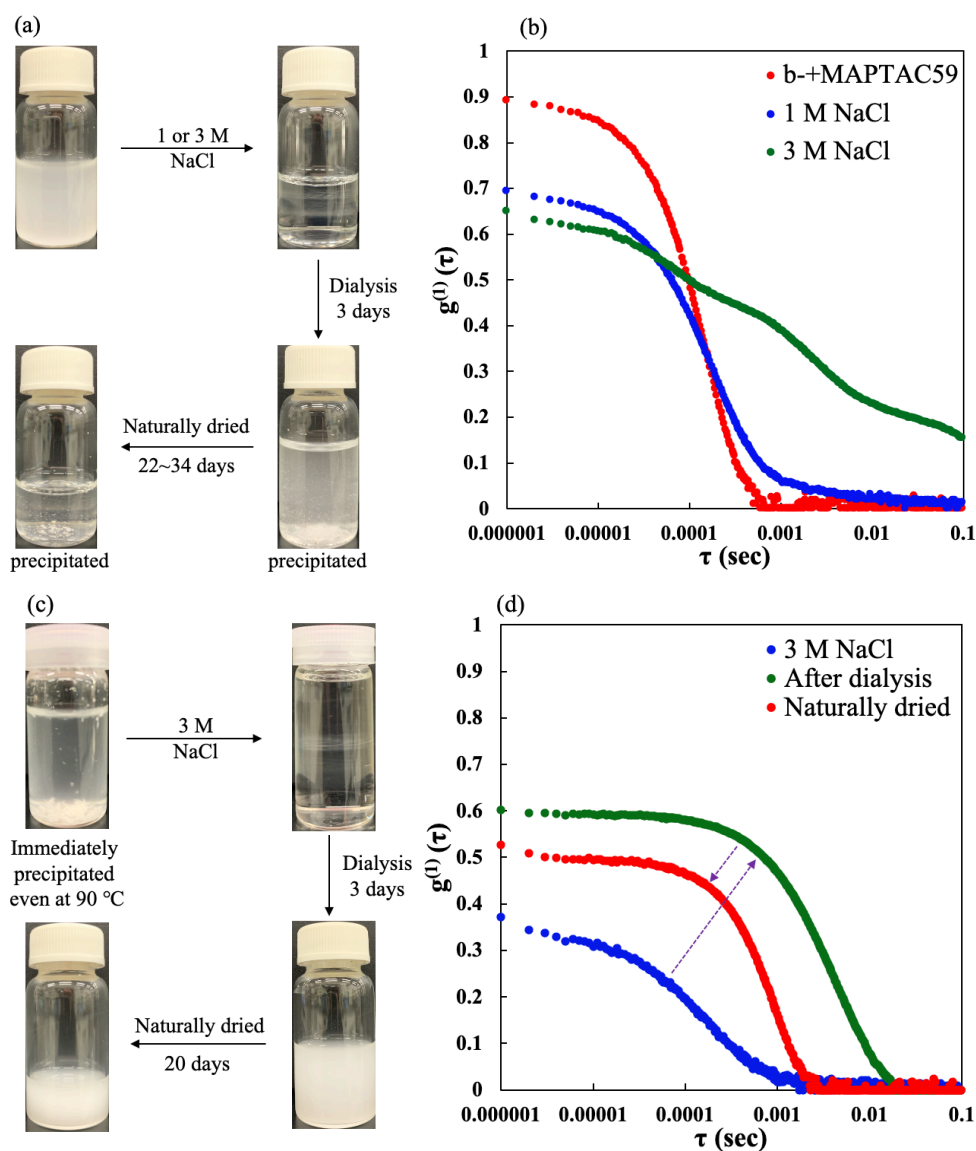 (a)
1 or 3 M
NaCl
Dialysis
3 days
Naturally dried
22~34 days
precipitated
precipitated
(b)
b-+MAPTAC59
1 M NaCl
3 M NaCl
1
0.9
0.8
0.7
0.6
0.5
0.4
0.3
0.2
0.1
0
g(1) (τ)
0.000001
0.00001
0.0001
0.001
0.01
0.1
τ (sec)
(c)
3 M
NaCl
Immediately
precipitated
even at 90 °C
Dialysis
3 days
Naturally dried
20 days
(d)
3 M NaCl
After dialysis
Naturally dried
1
0.9
0.8
0.7
0.6
0.5
0.4
0.3
0.2
0.1
0
g(1) (τ)
0.000001
0.00001
0.0001
0.001
0.01
0.1
τ (sec)